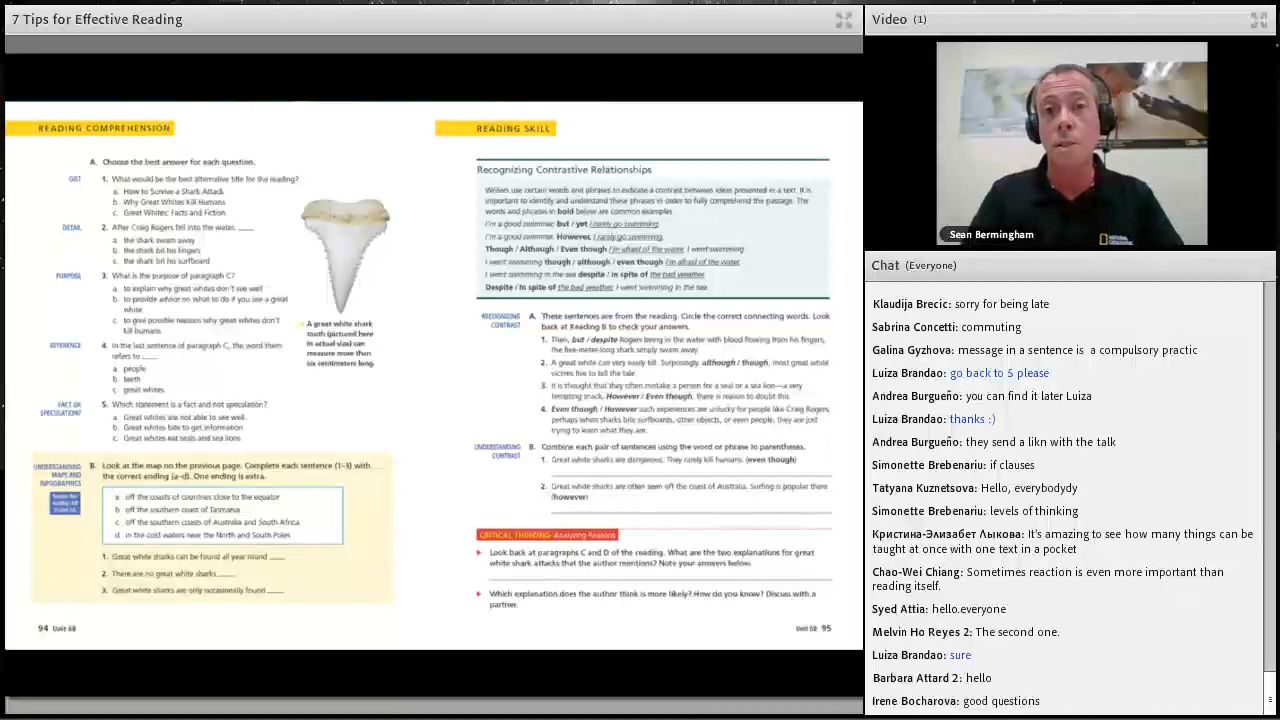 7 Tips for Effective Reading
READING COMPREHENSION
A. Choose the best answer for each question.
GIST
1. What would be the best alternative title for the reading?
a. How to Survive a Shark Attack
b. Why Great Whites Kill Humans
c. Great Whites: Facts and Fiction
DETAIL
2. After Craig Rogers fell into the water, ____
a. the shark swam away
b. the shark bit his fingers
c. the shark bit his surfboard
PURPOSE
3. What is the purpose of paragraph C?
a. to explain why great whites don't see well
b. to provide advice on what to do if you see a great
white
c. to give possible reasons why great whites don't
kill humans
REFERENCE
4. In the last sentence of paragraph C, the word them
refers to ____
a. people
b. teeth
c. great whites
FACT OR
SPECULATION?
5. Which statement is a fact and not speculation?
a. Great whites are not able to see well.
b. Great whites bite to get information
c. Great whites eat seals and sea lions
A great white shark
tooth (pictured here
in actual size) can
measure more than
six centimeters long.
UNDERSTANDING
MAPS AND
INFOGRAPHICS
B. Look at the map on the previous page. Complete each sentence (1–3) with
the correct ending (a–d). One ending is extra.
a off the coasts of countries close to the equator
b off the southern coast of Tasmania
c off the southern coasts of Australia and South Africa
d in the cold waters near the North and South Poles
1. Great white sharks can be found all year round ____
2. There are no great white sharks ____
3. Great white sharks are only occasionally found ____
94 Unit 6B
READING SKILL
Recognizing Contrastive Relationships
Writers use certain words and phrases to indicate a contrast between ideas presented in a text. It is
important to identify and understand these phrases in order to fully comprehend the passage. The
words and phrases in bold below are common examples.
I'm a good swimmer, but / yet I rarely go swimming.
I'm a good swimmer. However, I rarely go swimming.
Though / Although / Even though I'm afraid of the water, I went swimming
I went swimming though / although / even though I'm afraid of the water.
I went swimming in the sea despite / in spite of the bad weather.
Despite / In spite of the bad weather, I went swimming in the sea.
RECOGNIZING
CONTRAST
A. These sentences are from the reading. Circle the correct connecting words. Look
back at Reading B to check your answers.
1. Then, but / despite Rogers being in the water with blood flowing from his fingers,
the five-meter-long shark simply swam away.
2. A great white can very easily kill. Surprisingly, although / though, most great white
victims live to tell the tale.
3. It is thought that they often mistake a person for a seal or a sea lion—a very
tempting snack. However / Even though, there is reason to doubt this.
4. Even though / However such experiences are unlucky for people like Craig Rogers,
perhaps when sharks bite surfboards, other objects, or even people, they are just
trying to learn what they are.
UNDERSTANDING
CONTRAST
B. Combine each pair of sentences using the word or phrase in parentheses.
1. Great white sharks are dangerous. They rarely kill humans. (even though)
2. Great white sharks are often seen off the coast of Australia. Surfing is popular there
(however)
CRITICAL THINKING Analyzing Reasons
Look back at paragraphs C and D of the reading. What are the two explanations for great
white shark attacks that the author mentions? Note your answers below.
Which explanation does the author think is more likely? How do you know? Discuss with a
partner.
Unit 6B 95
Video (1)
Sean Bermingham
NATIONAL
Chat (Everyone)
Klaudija Brecic: sorry for being late
Sabrina Concetti: commuting
Galina Gyzhova: message in a sentence is a compulsory practic
Luiza Brandao: go back to 5 please
Andrea Burgueño: you can find it later Luiza
Luiza Brandao: thanks :)
Andrea Burgueño: they send a likn with the talk
Simonette Brebenariu: if clauses
Tatyana Kuznetsova: Hello, everybodydy
Simonette Brebenariu: levels of thinking
Кристина-Элизабет Лыкова: It's amazing to see how many things can be
taught at once with one text in a pocket
Cho-Wei Chiang: Sometimes reaction is even more important than
reading itself.
Syed Attia: hello.everyone
Melvin Ho Reyes 2: The second one.
Luiza Brandao: sure
Barbara Attard 2: hello
Irene Bocharova: good questions